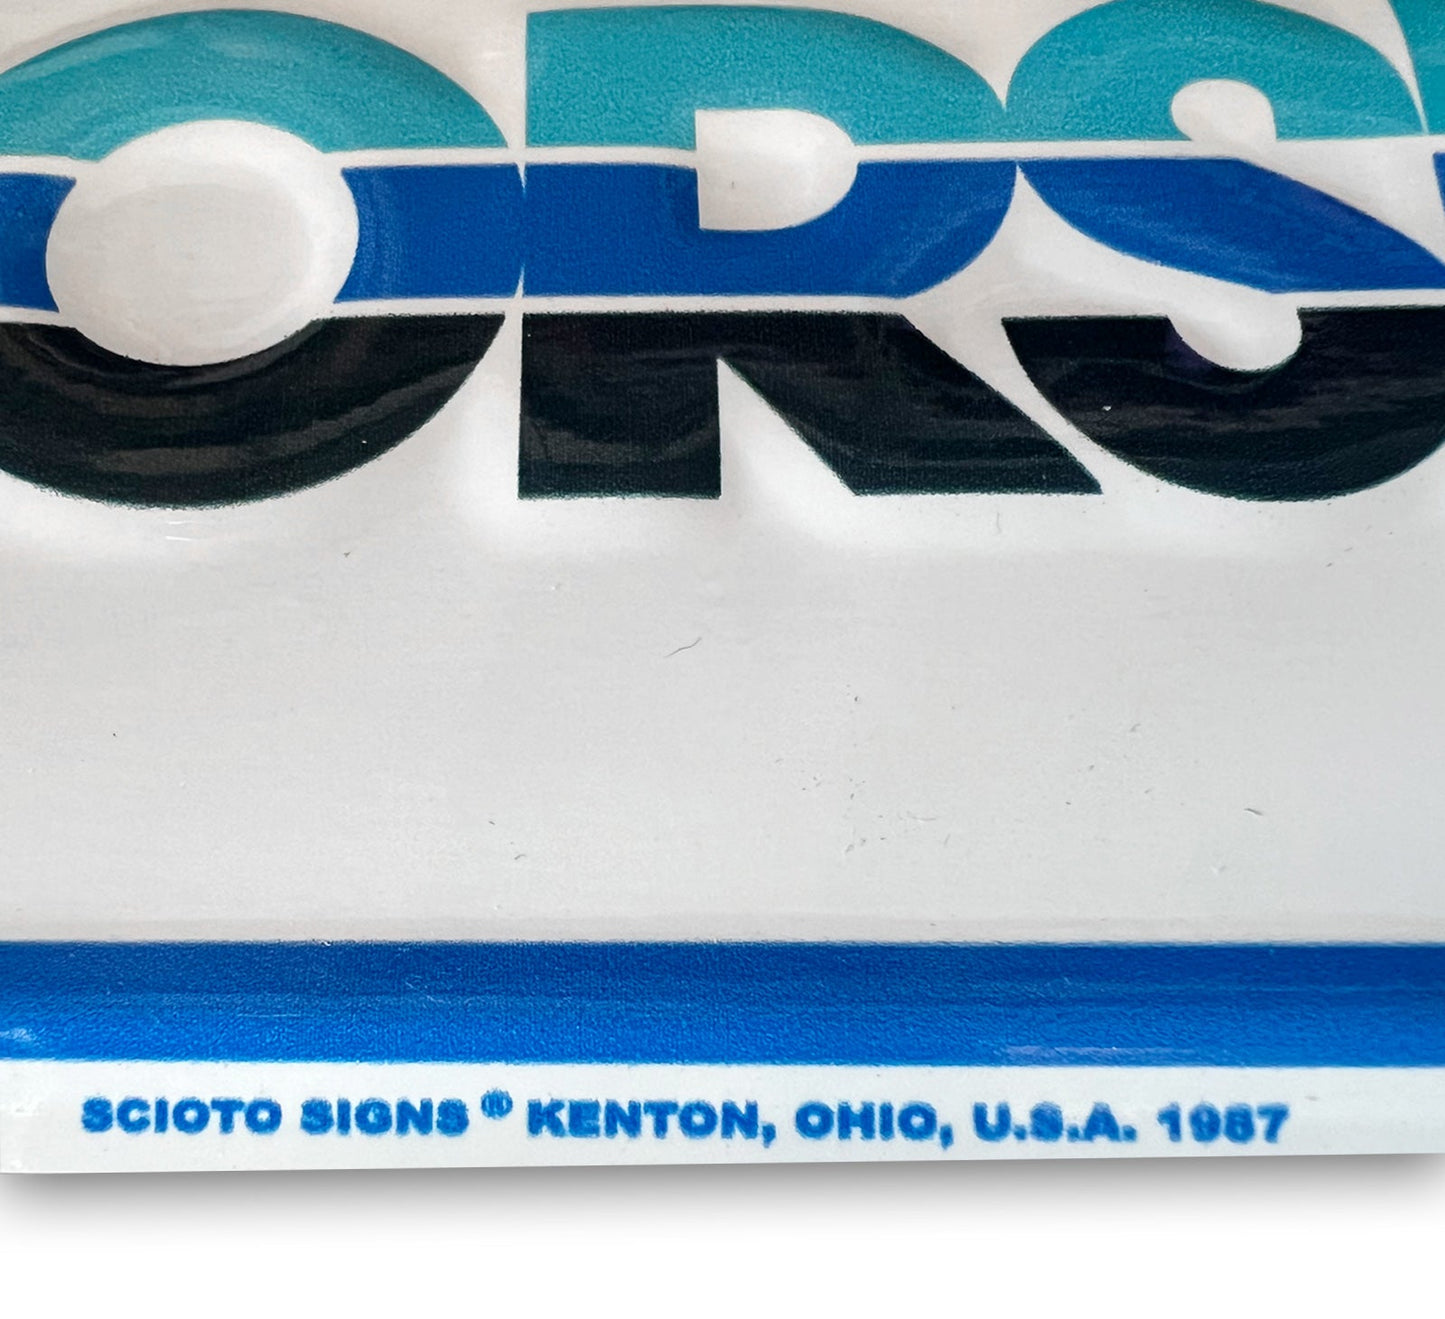 ORS
SCIOTO SIGNS ® KENTON, OHIO, U.S.A. 1987